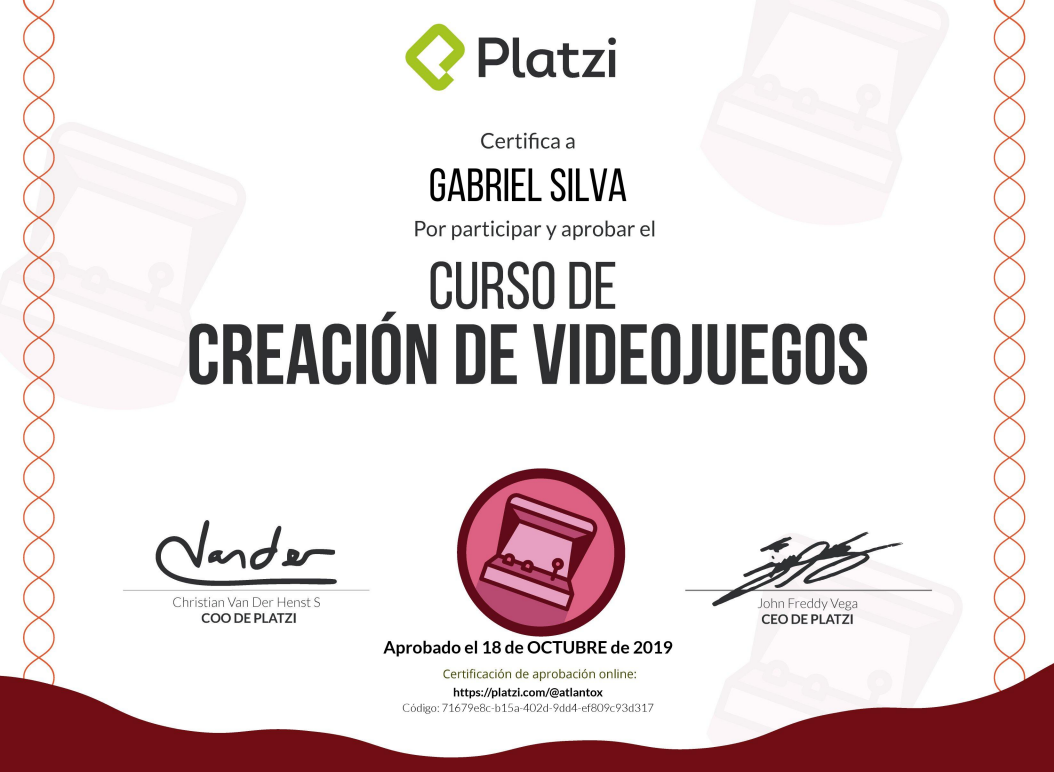 Platzi
Certifica a
GABRIEL SILVA
Por participar y aprobar el
CURSO DE
CREACIÓN DE VIDEOJUEGOS
Vander
Christian Van Der Henst S
COO DE PLATZI
John Freddy Vega
CEO DE PLATZI
Aprobado el 18 de OCTUBRE de 2019
Certificación de aprobación online:
https://platzi.com/@atlantox
Código: 71679e8c-b15a-402d-9dd4-ef809c93d317